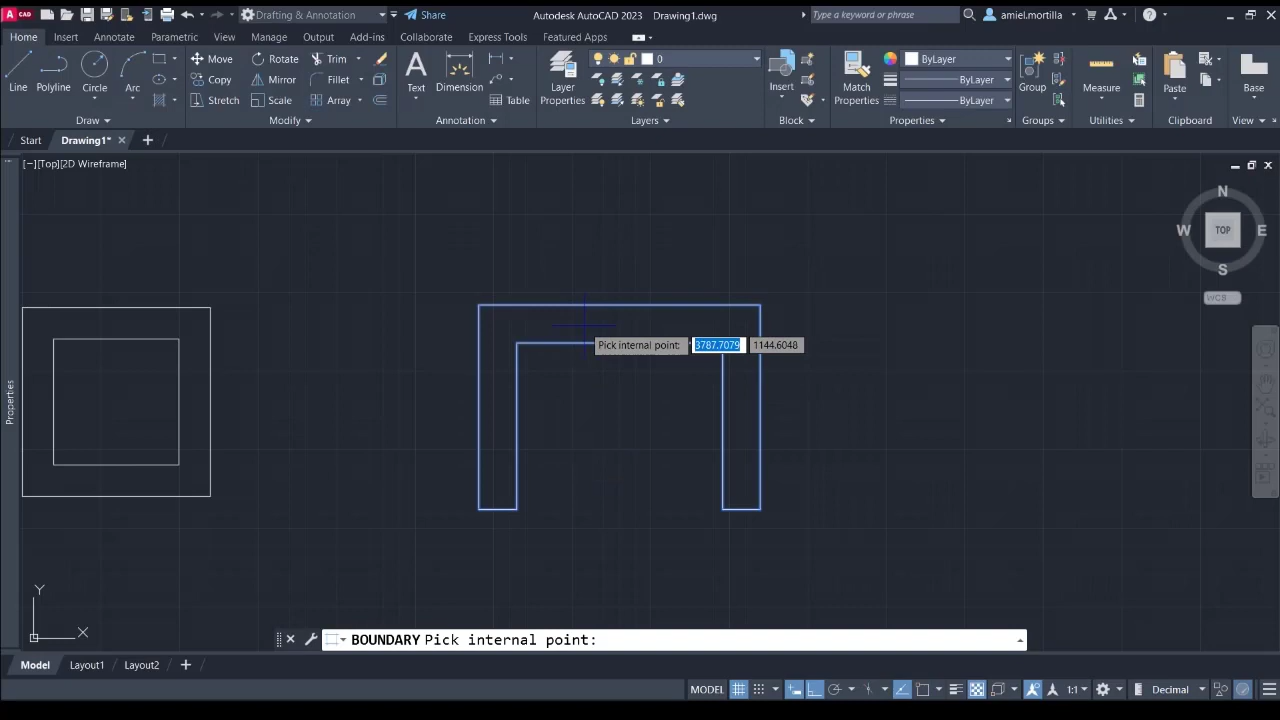 CAD Drafting & Annotation Share Autodesk AutoCAD 2023 Drawing1.dwg Type a keyword or phrase amiel.mortilla
Home Insert Annotate Parametric View Manage Output Add-ins Collaborate Express Tools Featured Apps
Move Rotate Trim 0 ByLayer
Copy Mirror Fillet ByLayer
Stretch Scale Array Table ByLayer
Line Polyline Circle Arc Text Dimension Layer Properties Insert Match Properties Group Measure Paste Base
Draw Modify Annotation Layers Block Properties Groups Utilities Clipboard View
Start Drawing1*
[−][Top][2D Wireframe]
N
W TOP E
S
WCB
Properties
Pick internal point: 3787.7079 1144.6048
Y
X
BOUNDARY Pick internal point:
Model Layout1 Layout2
MODEL 1:1 Decimal